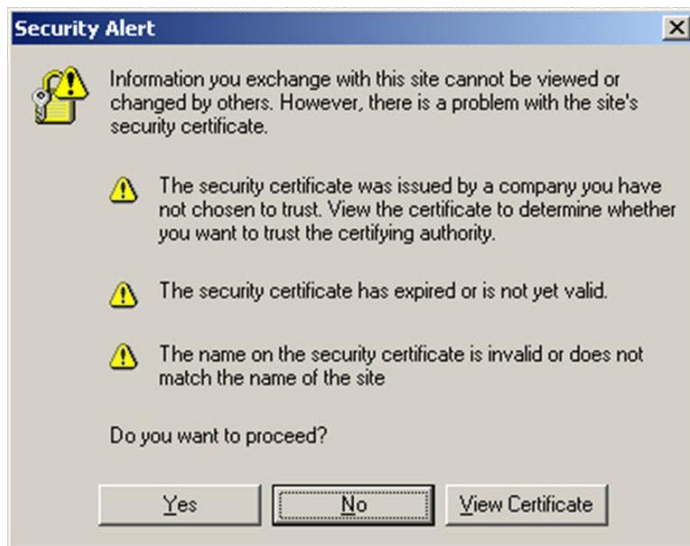 Security Alert
Information you exchange with this site cannot be viewed or
changed by others. However, there is a problem with the site's
security certificate.
The security certificate was issued by a company you have
not chosen to trust. View the certificate to determine whether
you want to trust the certifying authority.
The security certificate has expired or is not yet valid.
The name on the security certificate is invalid or does not
match the name of the site
Do you want to proceed?
Yes No View Certificate